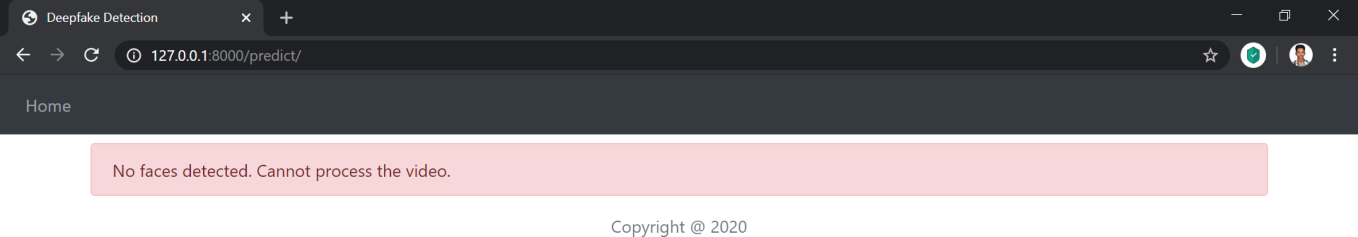 Deepfake Detection
127.0.0.1:8000/predict/
Home
No faces detected. Cannot process the video.
Copyright @ 2020